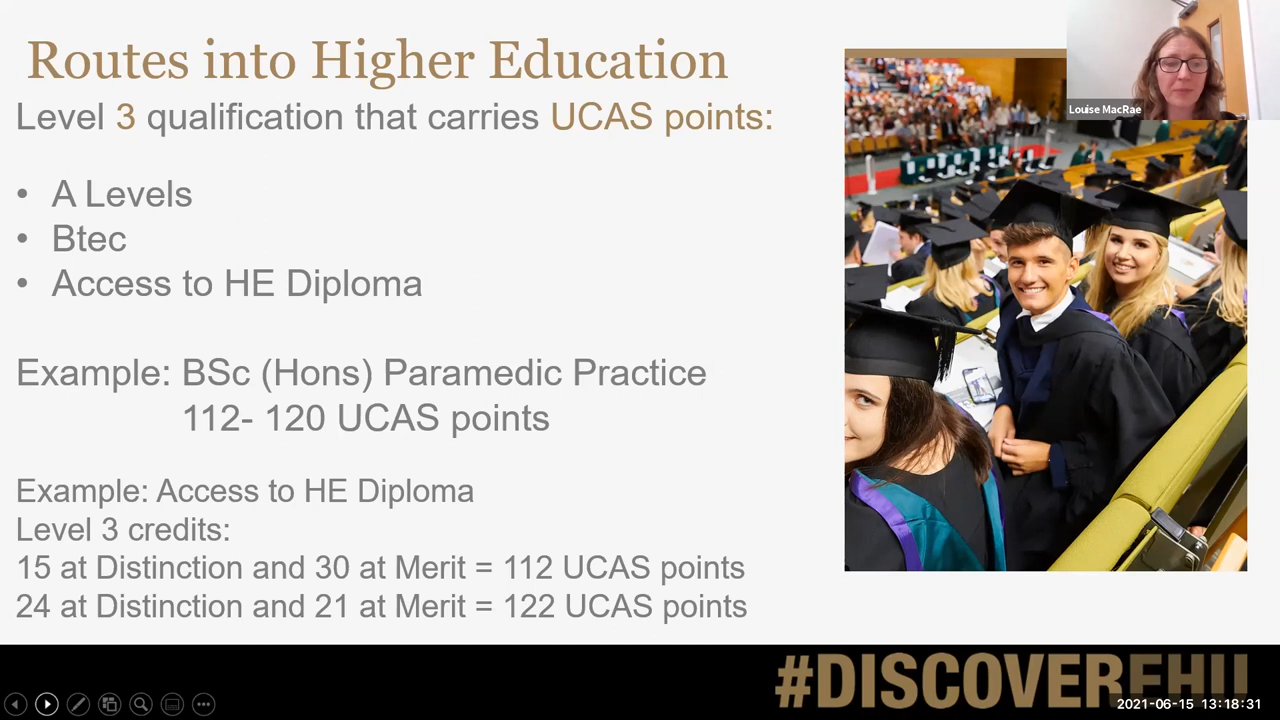 Routes into Higher Education
Level 3 qualification that carries UCAS points:
• A Levels
• Btec
• Access to HE Diploma
Example: BSc (Hons) Paramedic Practice
112- 120 UCAS points
Example: Access to HE Diploma
Level 3 credits:
15 at Distinction and 30 at Merit = 112 UCAS points
24 at Distinction and 21 at Merit = 122 UCAS points
Louise MacRae
#DISCOVEREHU
2021-06-15 13:18:31